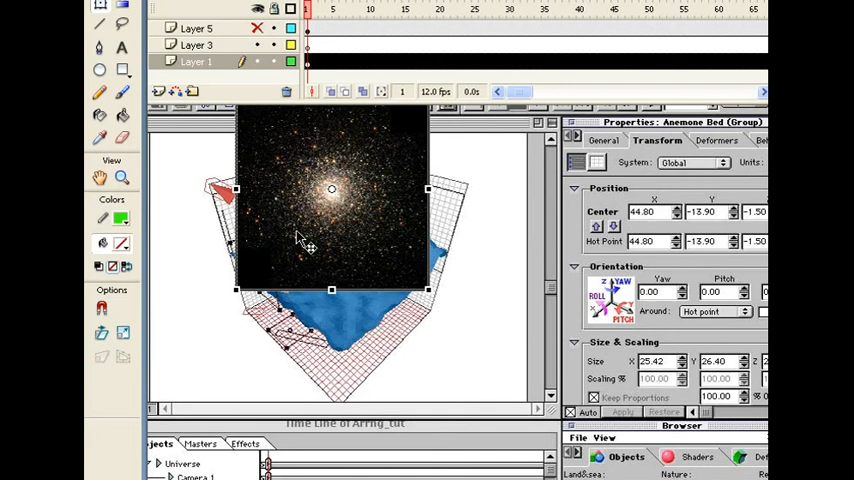 1 5 10 15 20 25 30 35 40 45 50 55 60 65
Layer 5
Layer 3
Layer 1
1 12.0 fps 0.0s
Properties: Anemone Bed (Group)
General Transform Deformers
System: Global Units:
View
Position
X Y Z
Center 44.80 -13.90 -1.50
Hot Point 44.80 -13.90 -1.50
Colors
Orientation
Yaw Pitch
0.00 0.00
YAW
ROLL
PITCH
Around: Hot point
Options
Size & Scaling
Size X 25.42 Y 26.40 Z
Scaling % 100.00 100.00
Keep Proportions 100.00 %
Auto Apply Restore
Time Line of Arrng_tut
Browser
File View
Masters Effects
Objects Shaders
Universe
Camera 1
Land&sea: Nature: